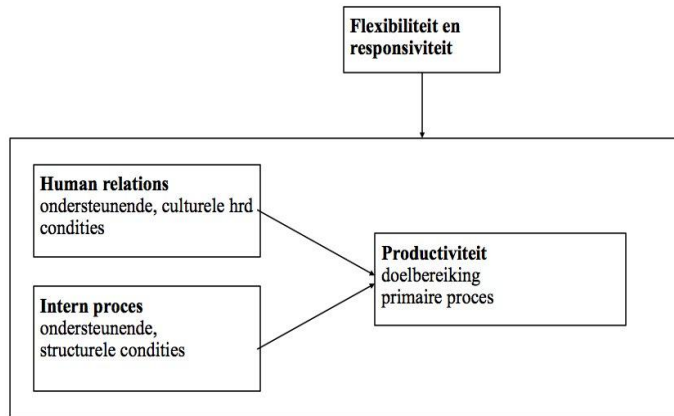 Flexibiliteit en
responsiviteit
Human relations
ondersteunende, culturele hrd
condities
Productiviteit
doelbereiking
primaire proces
Intern proces
ondersteunende,
structurele condities